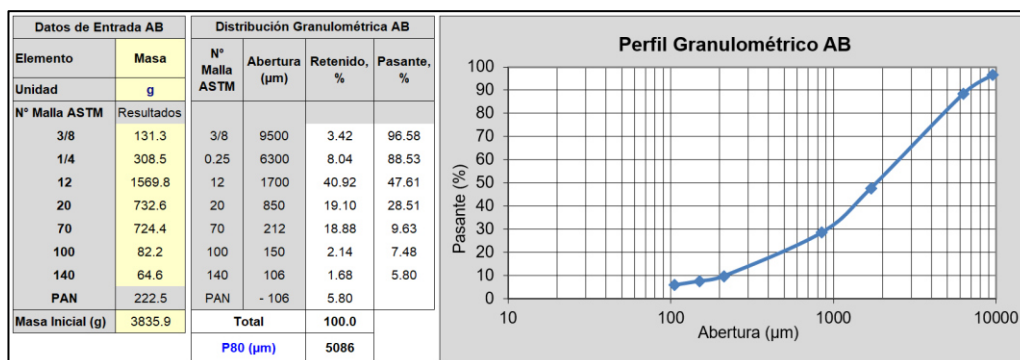 Datos de Entrada AB
Elemento Masa
Unidad g
Nº Malla ASTM Resultados
3/8 131.3
1/4 308.5
12 1569.8
20 732.6
70 724.4
100 82.2
140 64.6
PAN 222.5
Masa Inicial (g) 3835.9
Distribución Granulométrica AB
Nº Malla ASTM Abertura (µm) Retenido, % Pasante, %
3/8 9500 3.42 96.58
0.25 6300 8.04 88.53
12 1700 40.92 47.61
20 850 19.10 28.51
70 212 18.88 9.63
100 150 2.14 7.48
140 106 1.68 5.80
PAN - 106 5.80
Total 100.0
P80 (µm) 5086
Perfil Granulométrico AB
Pasante (%)
100
90
80
70
60
50
40
30
20
10
0
10 100 1000 10000
Abertura (µm)